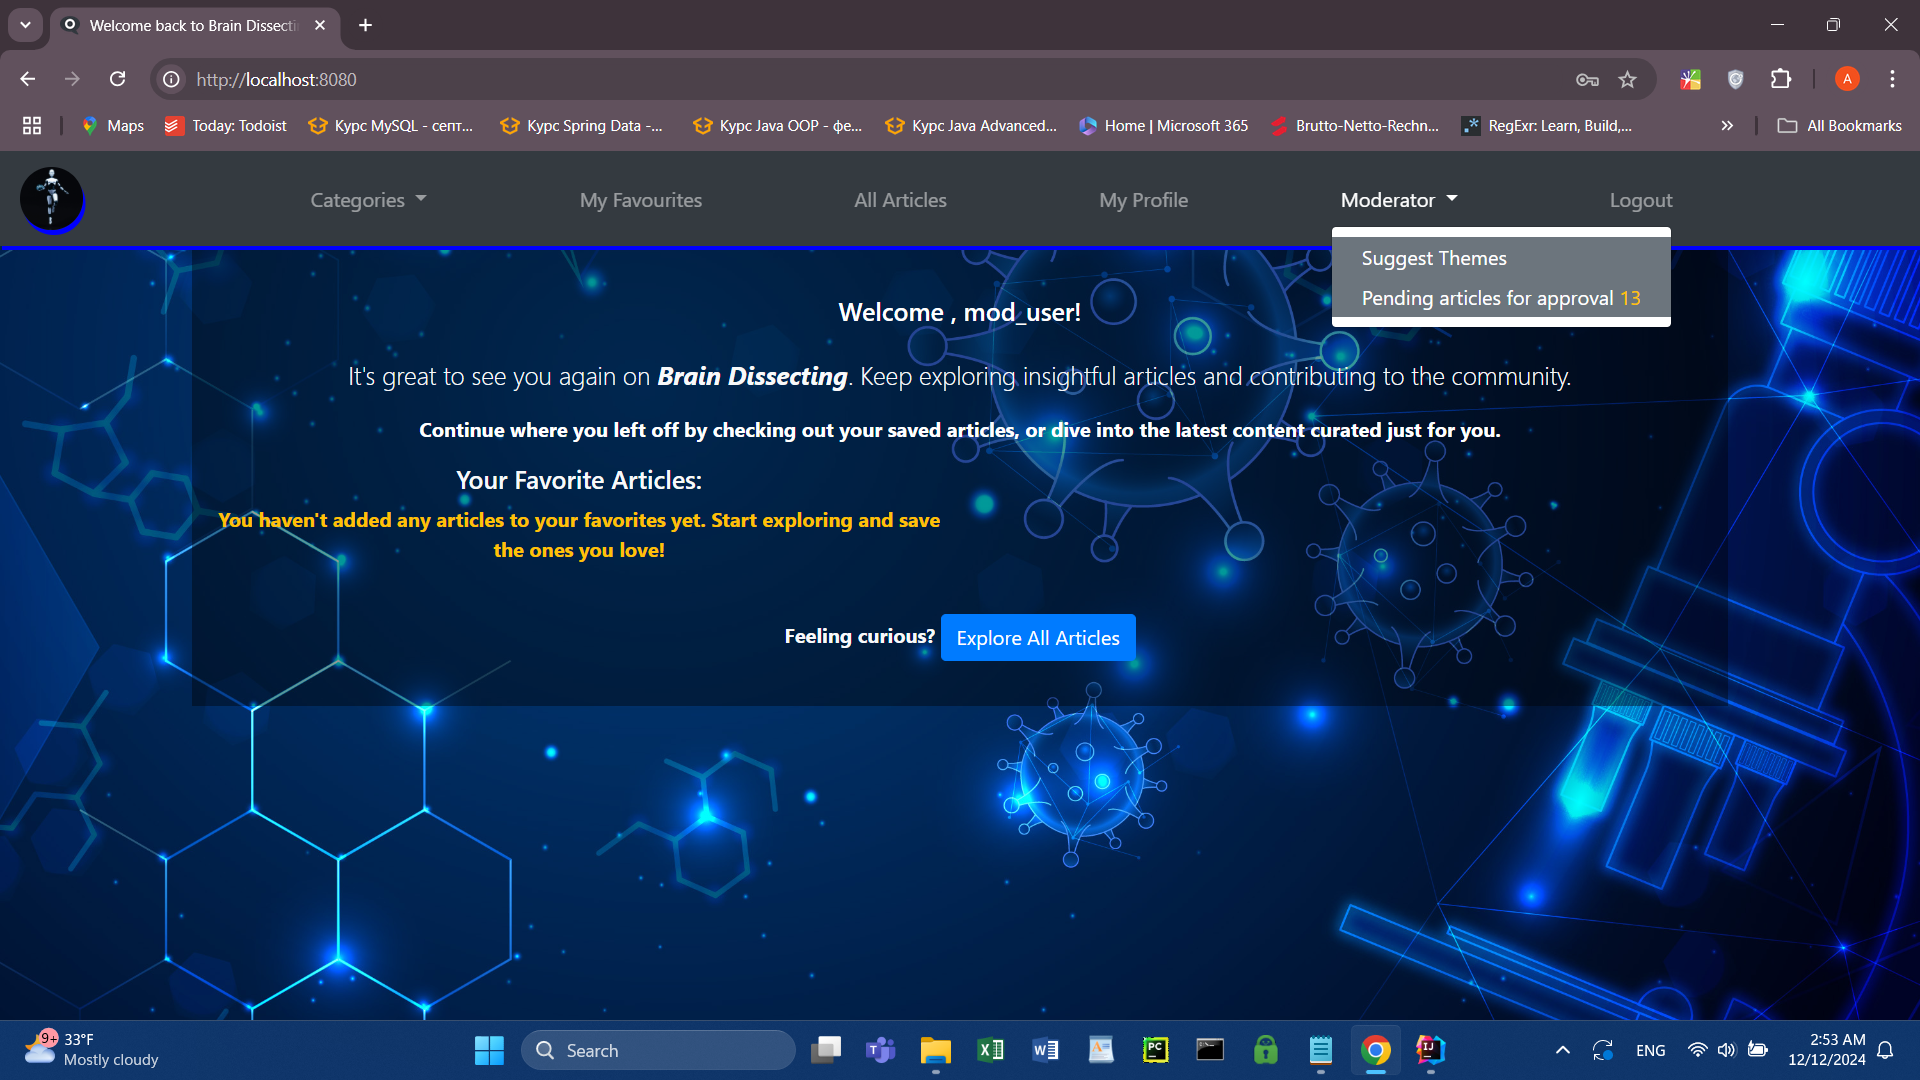 Welcome back to Brain Dissecti
http://localhost:8080
A
Maps
Today: Todoist
Курс MySQL - септ...
Курс Spring Data -...
Курс Java OOP - фе...
Курс Java Advanced...
Home | Microsoft 365
Brutto-Netto-Rechn...
RegExr: Learn, Build,...
All Bookmarks
Categories
My Favourites
All Articles
My Profile
Moderator
Logout
Suggest Themes
Pending articles for approval 13
Welcome , mod_user!
It's great to see you again on Brain Dissecting. Keep exploring insightful articles and contributing to the community.
Continue where you left off by checking out your saved articles, or dive into the latest content curated just for you.
Your Favorite Articles:
You haven't added any articles to your favorites yet. Start exploring and save
the ones you love!
Feeling curious? Explore All Articles
9+
33°F
Mostly cloudy
Search
PC
IJ
ENG
2:53 AM
12/12/2024